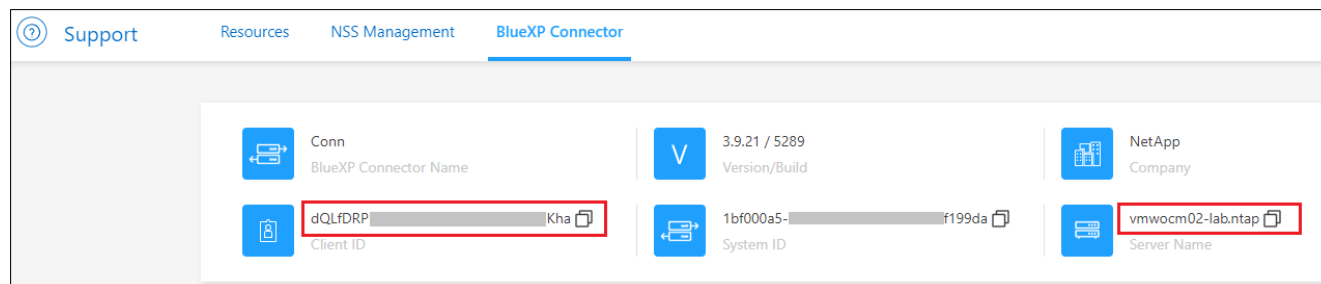 ? Support Resources NSS Management BlueXP Connector
Conn
BlueXP Connector Name
V
3.9.21 / 5289
Version/Build
NetApp
Company
dQLfDRP Kha
Client ID
1bf000a5- f199da
System ID
vmwocm02-lab.ntap
Server Name